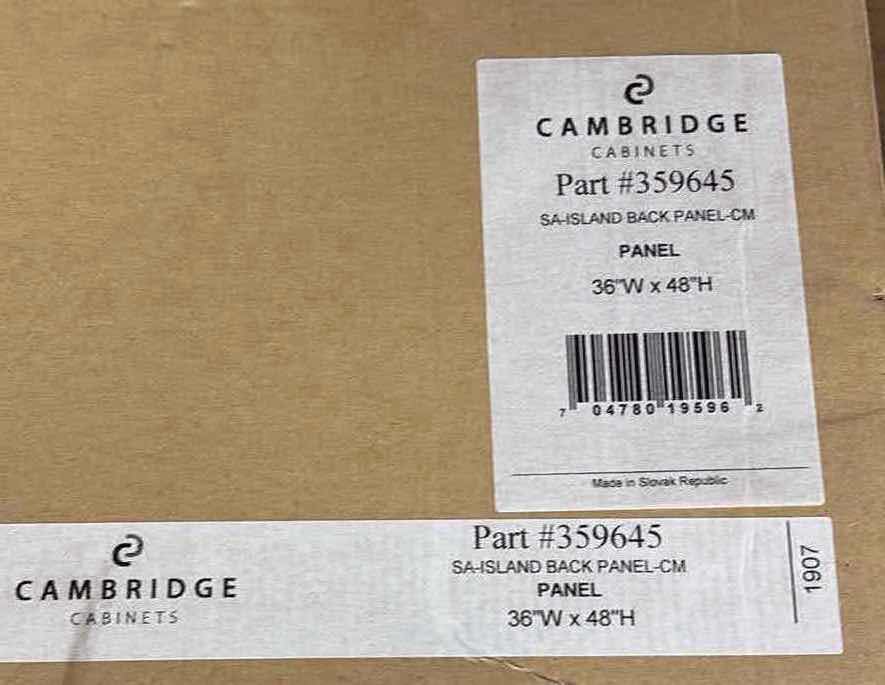 CAMBRIDGE
CABINETS
Part #359645
SA-ISLAND BACK PANEL-CM
PANEL
36"W x 48"H
7 04780 19596 2
Made in Slovak Republic
CAMBRIDGE
CABINETS
Part #359645
SA-ISLAND BACK PANEL-CM
PANEL
36"W x 48"H
1907